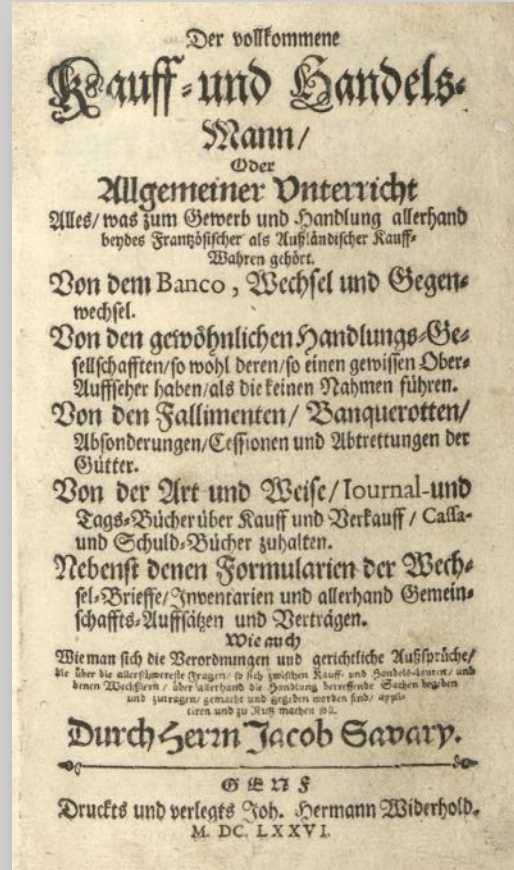 Der vollkommene
Kauff-und Handels-
Mann/
Oder
Allgemeiner Vnterricht
Alles/ was zum Gewerb und Handlung allerhand
beydes Frantzösischer als Außländischer Kauff-
Wahren gehört.
Von dem Banco, Wechsel und Gegen-
wechsel.
Von den gewöhnlichen Handlungs-Ge-
sellschafften/so wohl deren/so einen gewissen Ober-
Auffseher haben/als die keinen Nahmen führen.
Von den Fallimenten/ Banquerotten/
Absonderungen/Cessionen und Abtrettungen der
Gütter.
Von der Art und Weise/Iournal-und
Tags-Bücher über Kauff und Verkauff/ Cassa-
und Schuld-Bücher zuhalten.
Nebenst denen Formularien der Wech-
sel-Brieffe/Inventarien und allerhand Gemein-
schaffts-Auffsätzen und Verträgen.
Wie auch
Wie man sich die Verordnungen und gerichtliche Außsprüche/
die über die allerschwereste Fragen/ so sich zwischen Kauff- und Handels-Leuten/ und
denen Wechßlern/ über allerhand die Handlung betreffende Sachen begeben
und zutragen/ gemacht und gegeben worden sind/ appli-
tiren und zu Nutz machen soll.
Durch Herrn Jacob Savary.
GENF
Druckts und verlegts Joh. Hermann Widerhold.
M. DC. LXXVI.